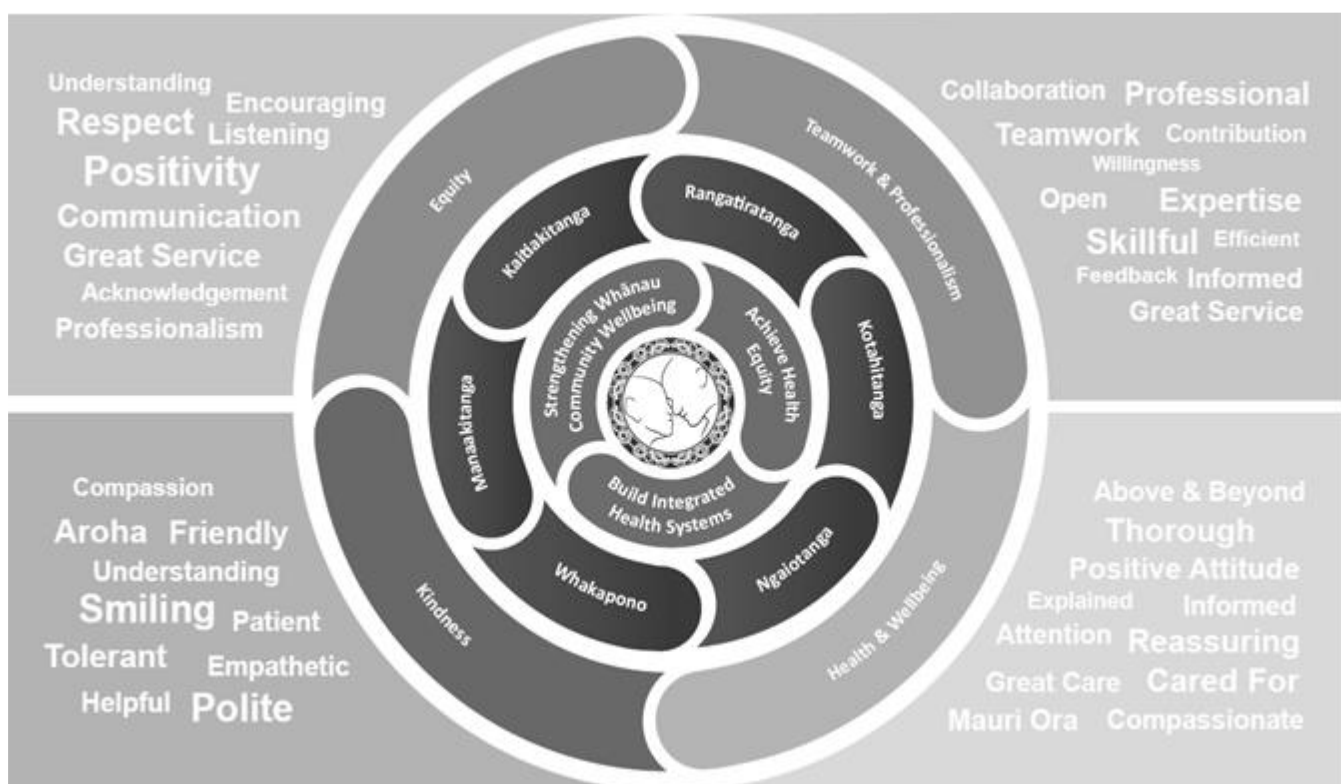 Understanding
Encouraging
Respect
Listening
Positivity
Communication
Great Service
Acknowledgement
Professionalism
Collaboration
Professional
Teamwork
Contribution
Willingness
Open
Expertise
Skillful
Efficient
Feedback
Informed
Great Service
Equity
Teamwork & Professionalism
Kaitiakitanga
Rangatiratanga
Kotahitanga
Manaakitanga
Whakapono
Ngaiotanga
Strengthening Whānau
Community Wellbeing
Achieve Health
Equity
Build Integrated
Health Systems
Kindness
Health & Wellbeing
Compassion
Aroha
Friendly
Understanding
Smiling
Patient
Tolerant
Empathetic
Helpful
Polite
Above & Beyond
Thorough
Positive Attitude
Explained
Informed
Attention
Reassuring
Great Care
Cared For
Mauri Ora
Compassionate